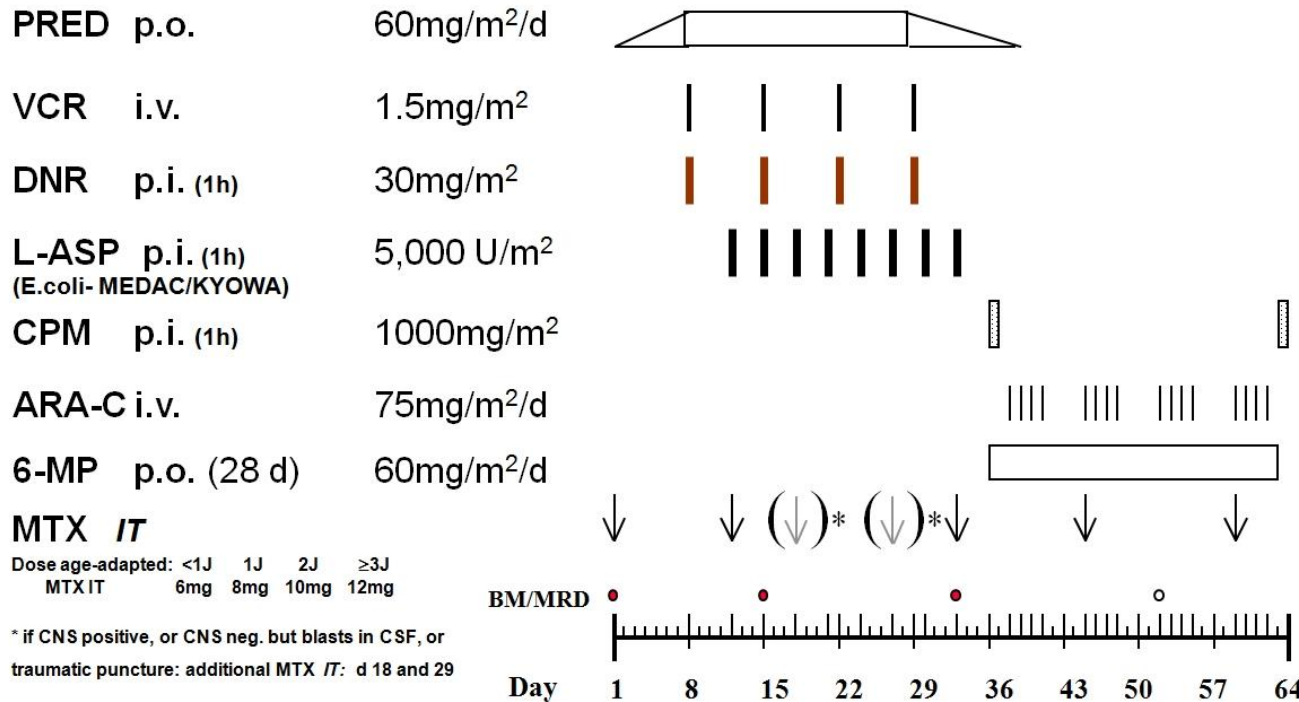 PRED p.o. 60mg/m²/d
VCR i.v. 1.5mg/m²
DNR p.i. (1h) 30mg/m²
L-ASP p.i. (1h) 5,000 U/m²
(E.coli- MEDAC/KYOWA)
CPM p.i. (1h) 1000mg/m²
ARA-C i.v. 75mg/m²/d
6-MP p.o. (28 d) 60mg/m²/d
MTX IT ( )* ( )*
Dose age-adapted: <1J 1J 2J ≥3J
MTX IT 6mg 8mg 10mg 12mg
BM/MRD
* if CNS positive, or CNS neg. but blasts in CSF, or
traumatic puncture: additional MTX IT: d 18 and 29
Day 1 8 15 22 29 36 43 50 57 64